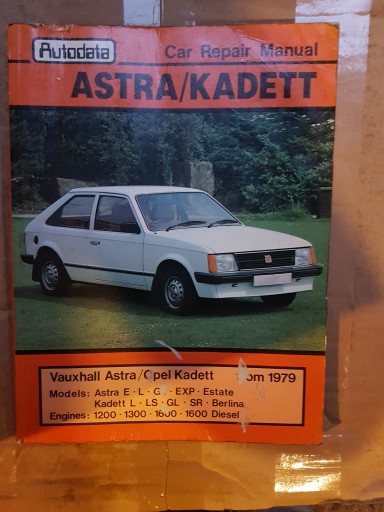 Autodata
Car Repair Manual
ASTRA/KADETT
Vauxhall Astra/Opel Kadett from 1979
Models: Astra E · L · GL · EXP · Estate
Kadett L · LS · GL · SR · Berlina
Engines: 1200 · 1300 · 1600 · 1600 Diesel